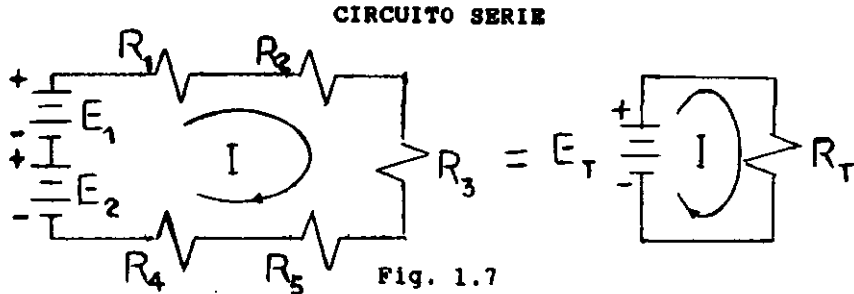 CIRCUITO SERIE
R1 R2
+
E1
-
+
E2
-
I
R3
=
ET
+
-
I
RT
R4 R5
Fig. 1.7